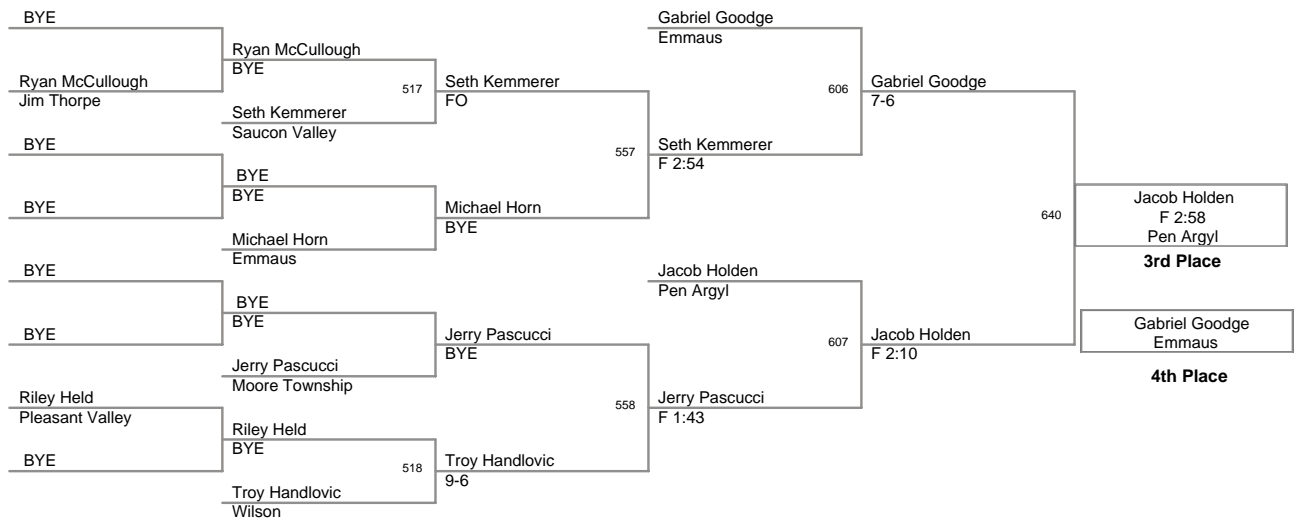 BYE
Gabriel Goodge
Emmaus
Ryan McCullough
BYE
Ryan McCullough
Jim Thorpe
517
Seth Kemmerer
FO
606
Gabriel Goodge
7-6
Seth Kemmerer
Saucon Valley
BYE
557
Seth Kemmerer
F 2:54
BYE
BYE
BYE
Michael Horn
BYE
640
Jacob Holden
F 2:58
Pen Argyl
3rd Place
Michael Horn
Emmaus
BYE
Jacob Holden
Pen Argyl
BYE
BYE
BYE
Jerry Pascucci
BYE
607
Jacob Holden
F 2:10
Gabriel Goodge
Emmaus
4th Place
Jerry Pascucci
Moore Township
Riley Held
Pleasant Valley
558
Jerry Pascucci
F 1:43
Riley Held
BYE
BYE
518
Troy Handlovic
9-6
Troy Handlovic
Wilson